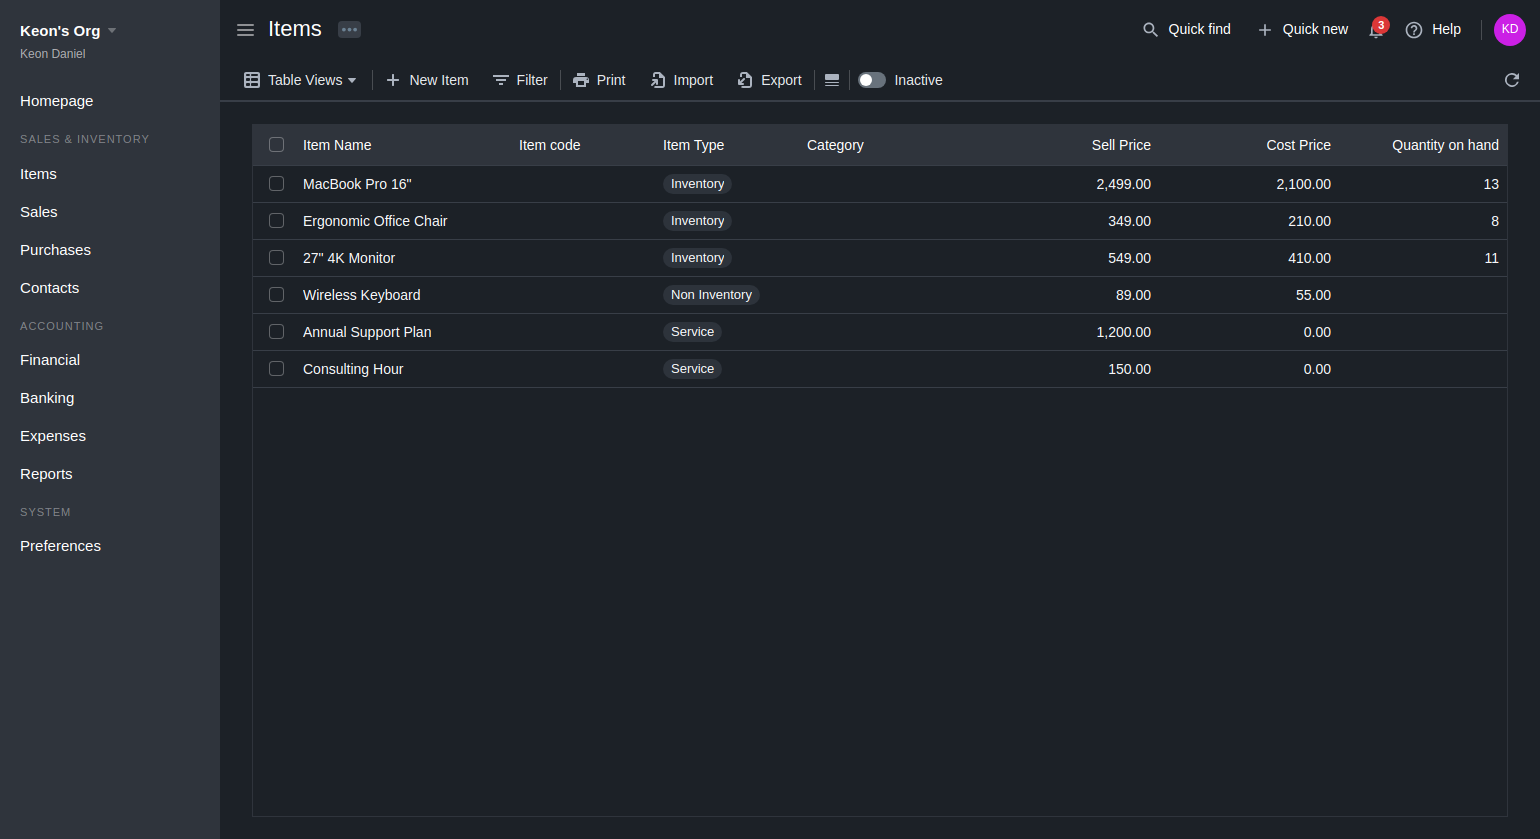 Keon's Org
Keon Daniel
Homepage
SALES & INVENTORY
Items
Sales
Purchases
Contacts
ACCOUNTING
Financial
Banking
Expenses
Reports
SYSTEM
Preferences
Items
Quick find
Quick new
3
Help
KD
Table Views
New Item
Filter
Print
Import
Export
Inactive
Item Name Item code Item Type Category Sell Price Cost Price Quantity on hand
MacBook Pro 16" Inventory 2,499.00 2,100.00 13
Ergonomic Office Chair Inventory 349.00 210.00 8
27" 4K Monitor Inventory 549.00 410.00 11
Wireless Keyboard Non Inventory 89.00 55.00
Annual Support Plan Service 1,200.00 0.00
Consulting Hour Service 150.00 0.00